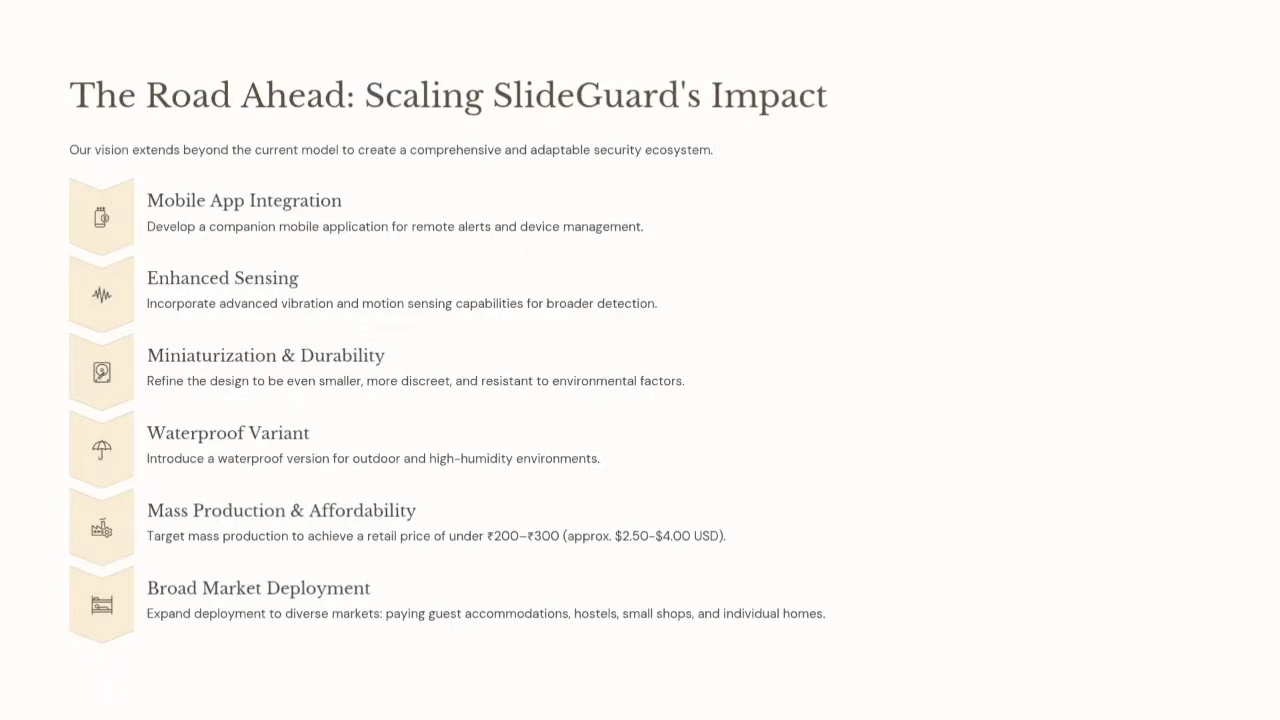 The Road Ahead: Scaling SlideGuard's Impact
Our vision extends beyond the current model to create a comprehensive and adaptable security ecosystem.
Mobile App Integration
Develop a companion mobile application for remote alerts and device management.
Enhanced Sensing
Incorporate advanced vibration and motion sensing capabilities for broader detection.
Miniaturization & Durability
Refine the design to be even smaller, more discreet, and resistant to environmental factors.
Waterproof Variant
Introduce a waterproof version for outdoor and high-humidity environments.
Mass Production & Affordability
Target mass production to achieve a retail price of under ₹200–₹300 (approx. $2.50-$4.00 USD).
Broad Market Deployment
Expand deployment to diverse markets: paying guest accommodations, hostels, small shops, and individual homes.